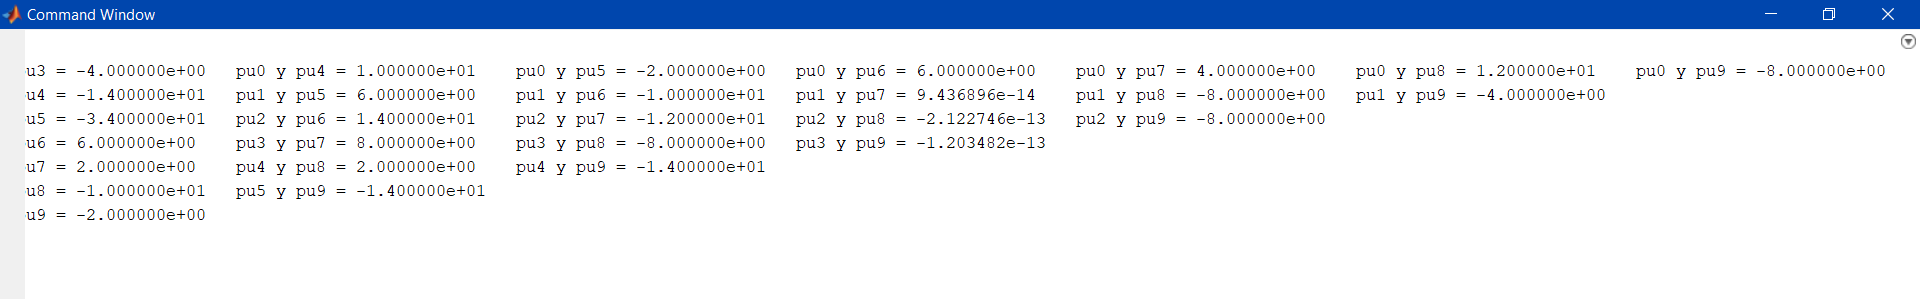 Command Window
u3 = -4.000000e+00 pu0 y pu4 = 1.000000e+01 pu0 y pu5 = -2.000000e+00 pu0 y pu6 = 6.000000e+00 pu0 y pu7 = 4.000000e+00 pu0 y pu8 = 1.200000e+01 pu0 y pu9 = -8.000000e+00
u4 = -1.400000e+01 pu1 y pu5 = 6.000000e+00 pu1 y pu6 = -1.000000e+01 pu1 y pu7 = 9.436896e-14 pu1 y pu8 = -8.000000e+00 pu1 y pu9 = -4.000000e+00
u5 = -3.400000e+01 pu2 y pu6 = 1.400000e+01 pu2 y pu7 = -1.200000e+01 pu2 y pu8 = -2.122746e-13 pu2 y pu9 = -8.000000e+00
u6 = 6.000000e+00 pu3 y pu7 = 8.000000e+00 pu3 y pu8 = -8.000000e+00 pu3 y pu9 = -1.203482e-13
u7 = 2.000000e+00 pu4 y pu8 = 2.000000e+00 pu4 y pu9 = -1.400000e+01
u8 = -1.000000e+01 pu5 y pu9 = -1.400000e+01
u9 = -2.000000e+00